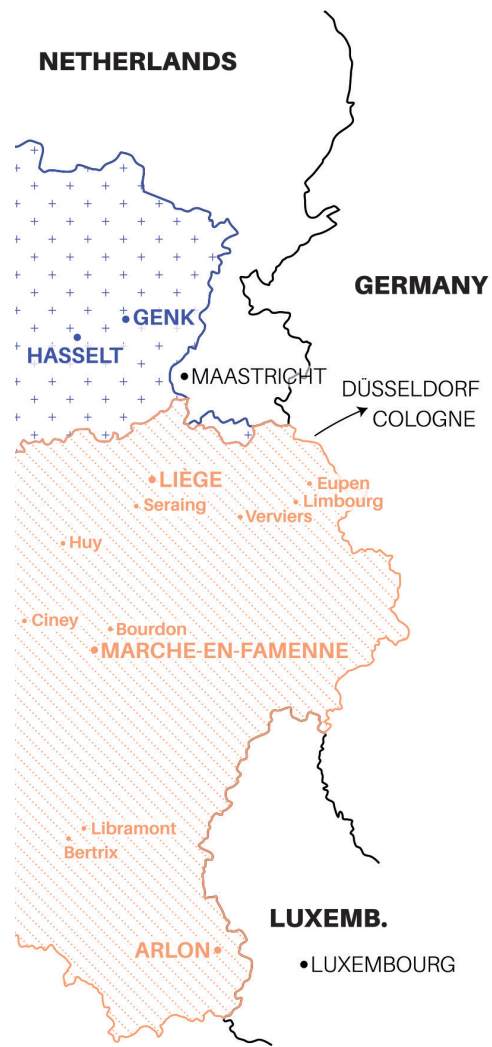 NETHERLANDS
GERMANY
GENK
HASSELT
MAASTRICHT
DÜSSELDORF
COLOGNE
LIÈGE
Eupen
Limbourg
Seraing
Verviers
Huy
Ciney
Bourdon
MARCHE-EN-FAMENNE
Libramont
Bertrix
LUXEMB.
ARLON
LUXEMBOURG